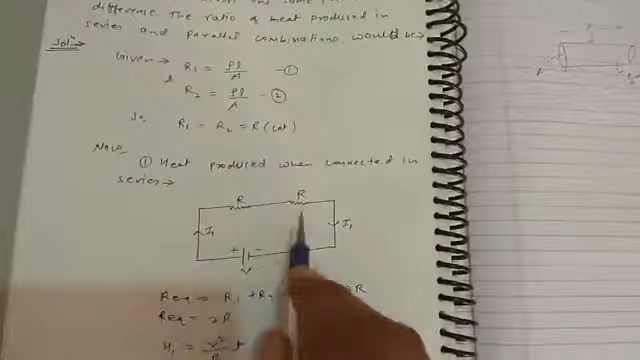 difference. The ratio of heat produced in
series and parallel combinations would be→
Solⁿ→
Given → R₁ = ρl/A — ①
& R₂ = ρl/A — ②
So R₁ = R₂ = R (Let)
Now,
① Heat produced when connected in
series→
R R
I₁ I₁
+ −
V
Req = R₁ + R₂ R
Req = 2R
H₁ = V²/R t